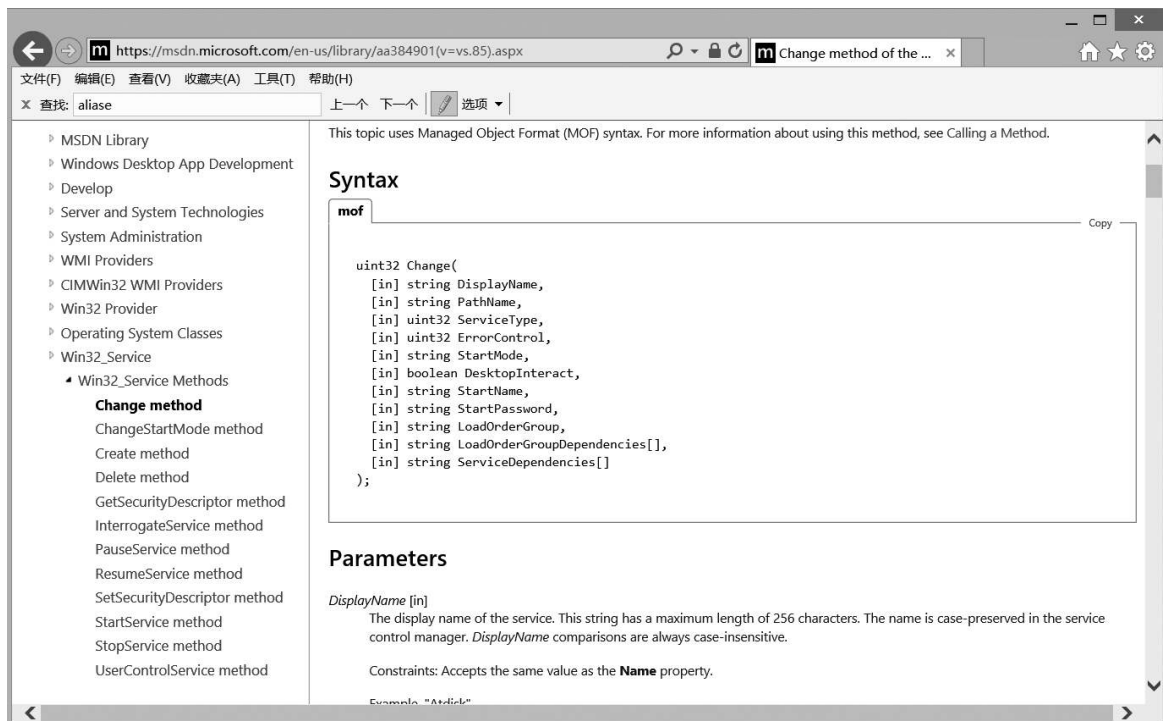 m https://msdn.microsoft.com/en-us/library/aa384901(v=vs.85).aspx
m Change method of the ... ×
文件(F) 编辑(E) 查看(V) 收藏夹(A) 工具(T) 帮助(H)
x 查找: aliase 上一个 下一个 选项
MSDN Library
Windows Desktop App Development
Develop
Server and System Technologies
System Administration
WMI Providers
CIMWin32 WMI Providers
Win32 Provider
Operating System Classes
Win32_Service
Win32_Service Methods
Change method
ChangeStartMode method
Create method
Delete method
GetSecurityDescriptor method
InterrogateService method
PauseService method
ResumeService method
SetSecurityDescriptor method
StartService method
StopService method
UserControlService method
This topic uses Managed Object Format (MOF) syntax. For more information about using this method, see Calling a Method.
Syntax
mof
Copy
uint32 Change(
[in] string DisplayName,
[in] string PathName,
[in] uint32 ServiceType,
[in] uint32 ErrorControl,
[in] string StartMode,
[in] boolean DesktopInteract,
[in] string StartName,
[in] string StartPassword,
[in] string LoadOrderGroup,
[in] string LoadOrderGroupDependencies[],
[in] string ServiceDependencies[]
);
Parameters
DisplayName [in]
The display name of the service. This string has a maximum length of 256 characters. The name is case-preserved in the service
control manager. DisplayName comparisons are always case-insensitive.
Constraints: Accepts the same value as the Name property.
Example "Atdisk"